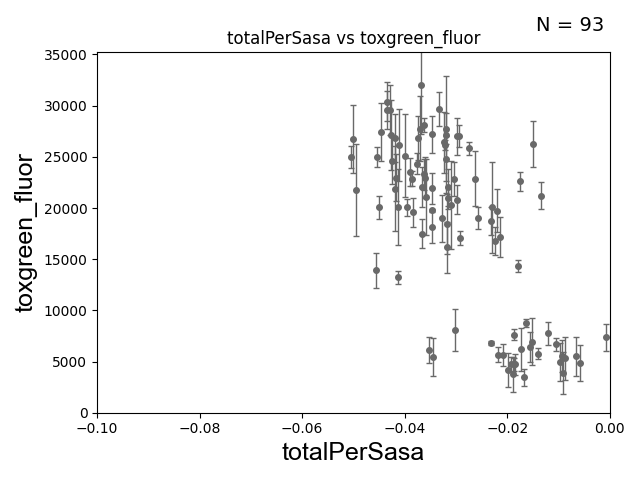 N = 93
totalPerSasa vs toxgreen_fluor
toxgreen_fluor
35000
30000
25000
20000
15000
10000
5000
0
−0.10 −0.08 −0.06 −0.04 −0.02 0.00
totalPerSasa